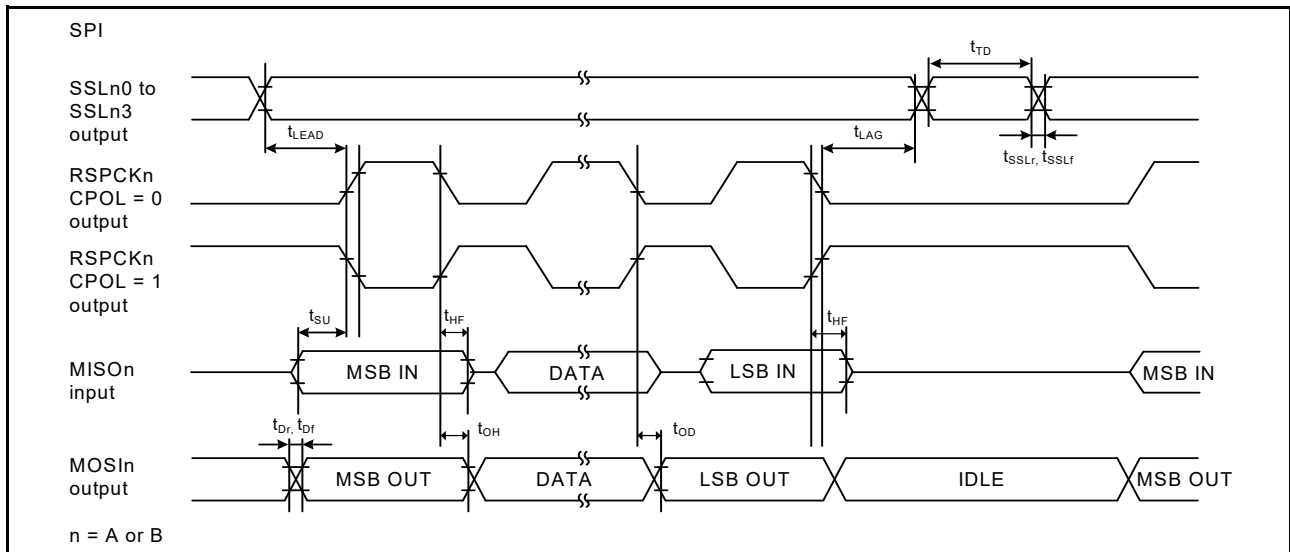 SPI
tTD
SSLn0 to
SSLn3
output
tLEAD
tLAG
tSSLr, tSSLf
RSPCKn
CPOL = 0
output
RSPCKn
CPOL = 1
output
tSU
tHF
tHF
MISOn
input
MSB IN
DATA
LSB IN
MSB IN
tDr, tDf
tOH
tOD
MOSIn
output
MSB OUT
DATA
LSB OUT
IDLE
MSB OUT
n = A or B